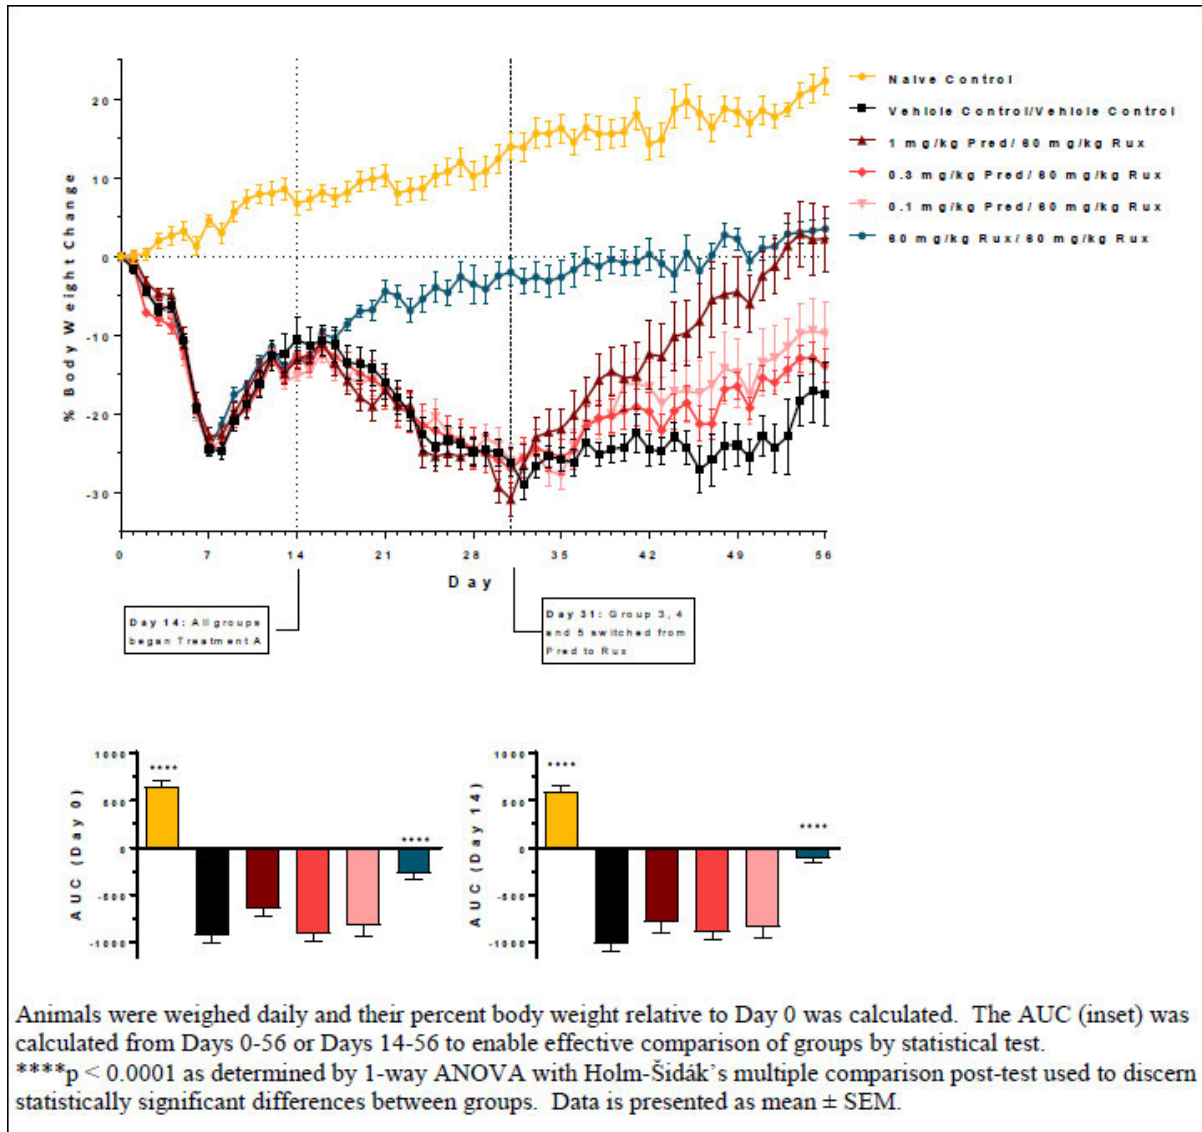 % Body Weight Change
20
10
0
-10
-20
-30
0 7 14 21 28 35 42 49 56
Day
Naive Control
Vehicle Control/Vehicle Control
1 mg/kg Pred/ 60 mg/kg Rux
0.3 mg/kg Pred/ 60 mg/kg Rux
0.1 mg/kg Pred/ 60 mg/kg Rux
60 mg/kg Rux/ 60 mg/kg Rux
Day 14: All groups
began Treatment A
Day 31: Group 3, 4
and 5 switched from
Pred to Rux
AUC (Day 0)
1000
500
0
-500
-1000
****
****
AUC (Day 14)
1000
500
0
-500
-1000
****
****
Animals were weighed daily and their percent body weight relative to Day 0 was calculated. The AUC (inset) was
calculated from Days 0-56 or Days 14-56 to enable effective comparison of groups by statistical test.
****p < 0.0001 as determined by 1-way ANOVA with Holm-Šidák’s multiple comparison post-test used to discern
statistically significant differences between groups. Data is presented as mean ± SEM.